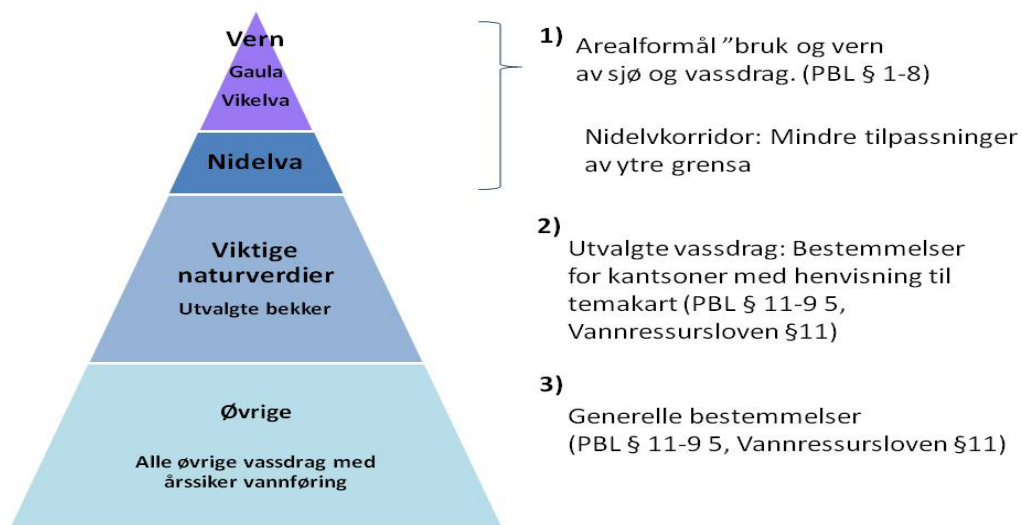 Vern
Gaula
Vikelva
Nidelva
Viktige
naturverdier
Utvalgte bekker
Øvrige
Alle øvrige vassdrag med
årssiker vannføring
1) Arealformål ”bruk og vern
av sjø og vassdrag. (PBL § 1-8)
Nidelvkorridor: Mindre tilpassninger
av ytre grensa
2)
Utvalgte vassdrag: Bestemmelser
for kantsoner med henvisning til
temakart (PBL § 11-9 5,
Vannressursloven §11)
3)
Generelle bestemmelser
(PBL § 11-9 5, Vannressursloven §11)